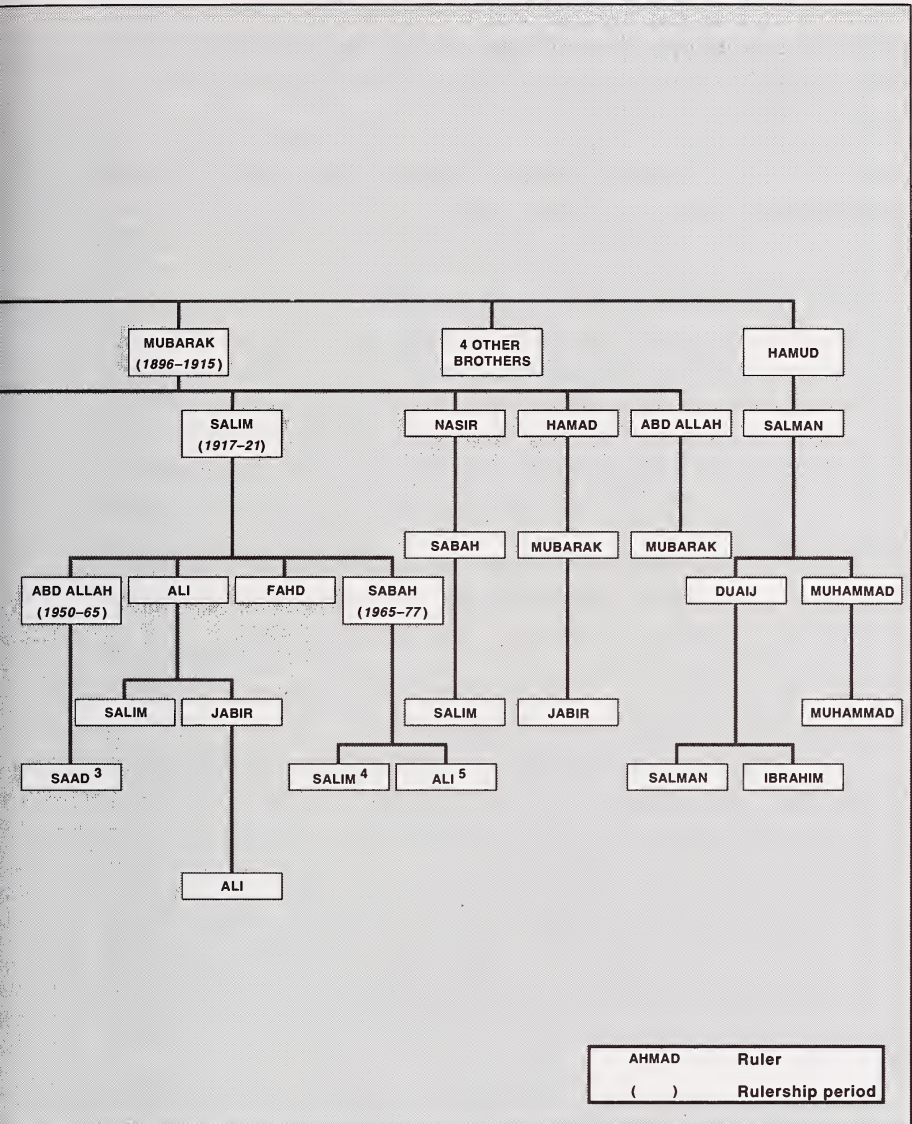 MUBARAK
(1896–1915)
4 OTHER
BROTHERS
HAMUD
SALIM
(1917–21)
NASIR
HAMAD
ABD ALLAH
SALMAN
SABAH
MUBARAK
MUBARAK
ABD ALLAH
(1950–65)
ALI
FAHD
SABAH
(1965–77)
DUAIJ
MUHAMMAD
SALIM
JABIR
SALIM
JABIR
MUHAMMAD
SAAD 3
SALIM 4
ALI 5
SALMAN
IBRAHIM
ALI
AHMAD Ruler
( ) Rulership period